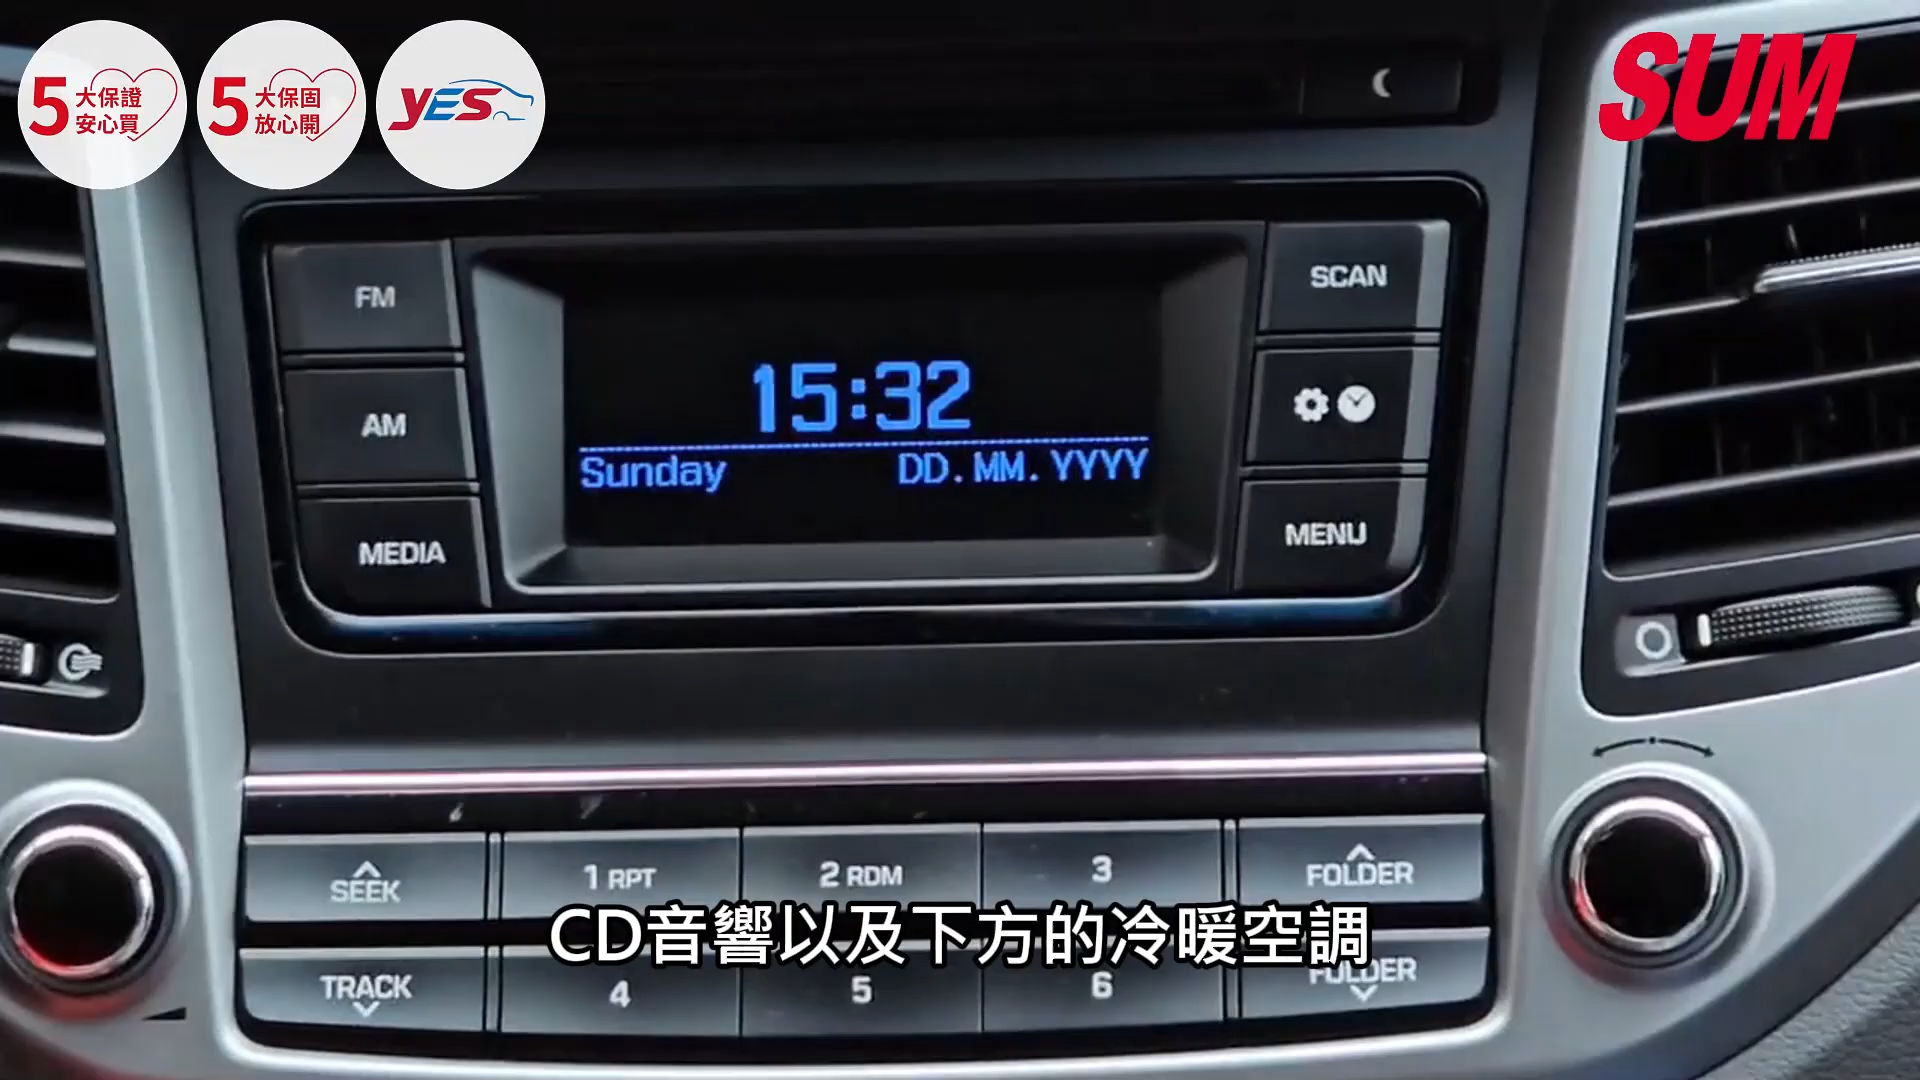 5大保證
安心買
5大保固
放心開
YES
SUM
FM
SCAN
15:32
AM
Sunday DD.MM.YYYY
MEDIA
MENU
SEEK
1 RPT
2 RDM
3
FOLDER
CD音響以及下方的冷暖空調
TRACK
4
5
6
FOLDER